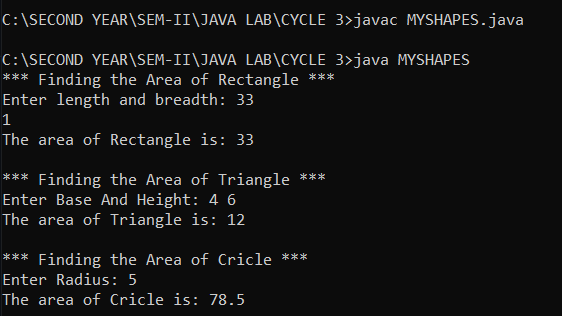 C:\SECOND YEAR\SEM-II\JAVA LAB\CYCLE 3>javac MYSHAPES.java
C:\SECOND YEAR\SEM-II\JAVA LAB\CYCLE 3>java MYSHAPES
*** Finding the Area of Rectangle ***
Enter length and breadth: 33
1
The area of Rectangle is: 33
*** Finding the Area of Triangle ***
Enter Base And Height: 4 6
The area of Triangle is: 12
*** Finding the Area of Cricle ***
Enter Radius: 5
The area of Cricle is: 78.5